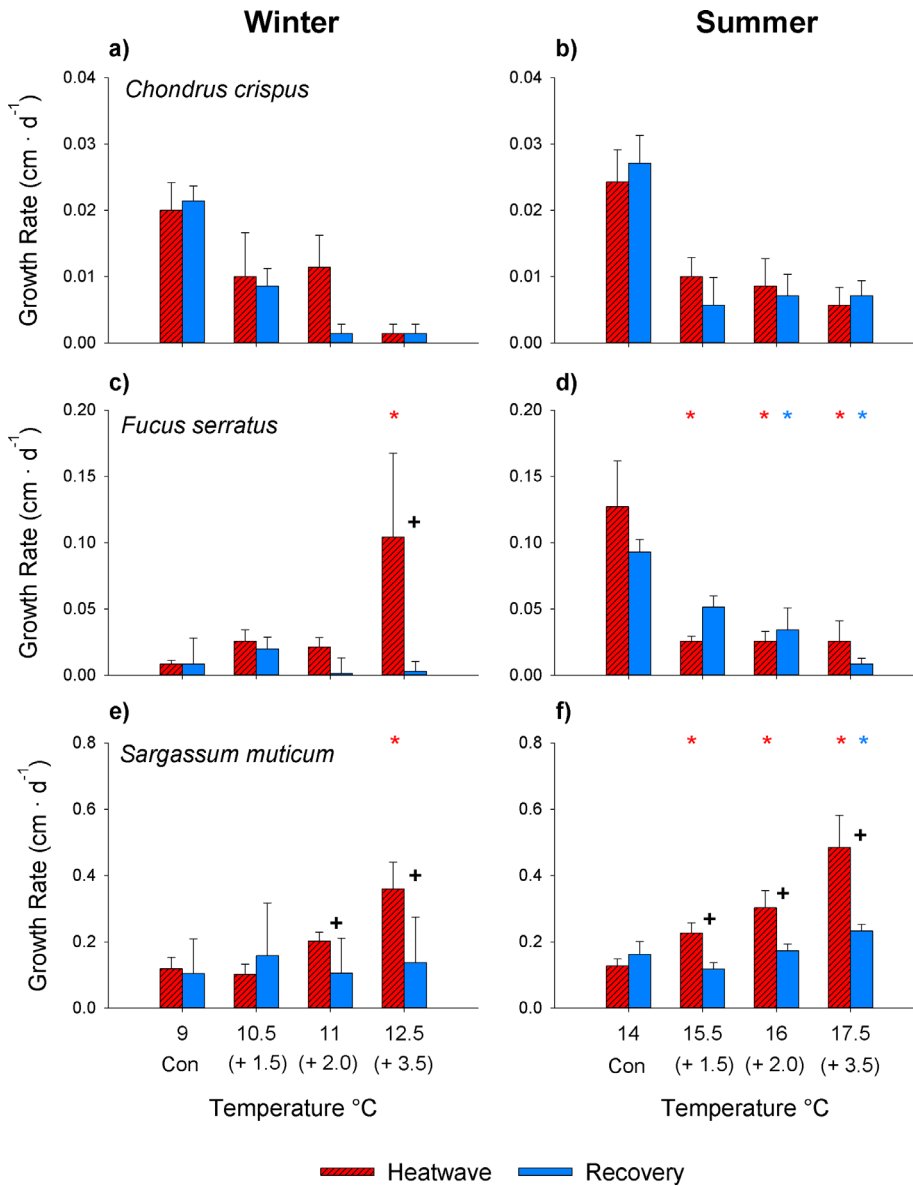 Winter
Summer
a)
b)
Chondrus crispus
Growth Rate (cm · d⁻¹)
0.04
0.03
0.02
0.01
0.00
0.04
0.03
0.02
0.01
0.00
c)
d)
Fucus serratus
Growth Rate (cm · d⁻¹)
0.20
0.15
0.10
0.05
0.00
*
+
0.20
0.15
0.10
0.05
0.00
* * * * *
e)
f)
Sargassum muticum
Growth Rate (cm · d⁻¹)
0.8
0.6
0.4
0.2
0.0
*
+ +
0.8
0.6
0.4
0.2
0.0
* * * *
+ + +
9 10.5 11 12.5
Con (+ 1.5) (+ 2.0) (+ 3.5)
Temperature °C
14 15.5 16 17.5
Con (+ 1.5) (+ 2.0) (+ 3.5)
Temperature °C
Heatwave Recovery